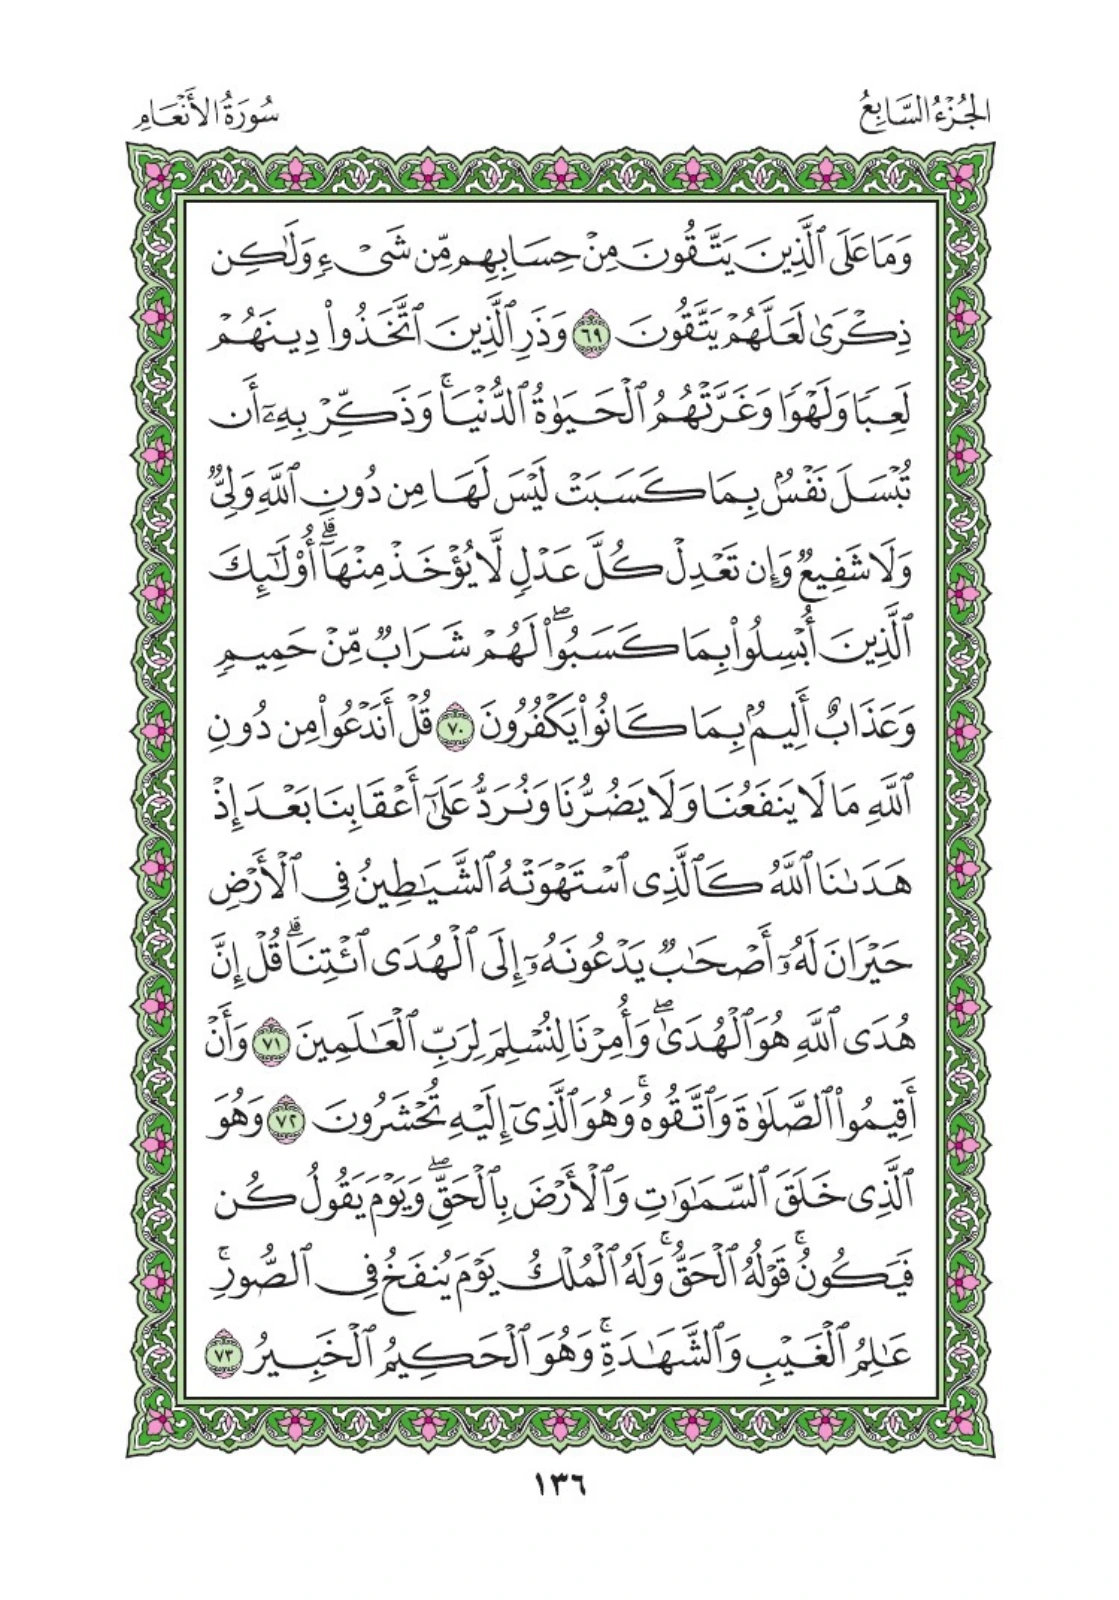 الجُزْءُ السَّابِعُ
سُورَةُ الأَنْعَامِ
وَمَا عَلَى ٱلَّذِينَ يَتَّقُونَ مِنْ حِسَابِهِم مِّن شَىْءٍ وَلَٰكِن
ذِكْرَىٰ لَعَلَّهُمْ يَتَّقُونَ ٦٩ وَذَرِ ٱلَّذِينَ ٱتَّخَذُوا۟ دِينَهُمْ
لَعِبًا وَلَهْوًا وَغَرَّتْهُمُ ٱلْحَيَوٰةُ ٱلدُّنْيَا ۚ وَذَكِّرْ بِهِۦٓ أَن
تُبْسَلَ نَفْسٌۢ بِمَا كَسَبَتْ لَيْسَ لَهَا مِن دُونِ ٱللَّهِ وَلِىٌّ
وَلَا شَفِيعٌ وَإِن تَعْدِلْ كُلَّ عَدْلٍ لَّا يُؤْخَذْ مِنْهَآ ۗ أُو۟لَٰٓئِكَ
ٱلَّذِينَ أُبْسِلُوا۟ بِمَا كَسَبُوا۟ ۖ لَهُمْ شَرَابٌ مِّنْ حَمِيمٍ
وَعَذَابٌ أَلِيمٌۢ بِمَا كَانُوا۟ يَكْفُرُونَ ٧٠ قُلْ أَنَدْعُوا۟ مِن دُونِ
ٱللَّهِ مَا لَا يَنفَعُنَا وَلَا يَضُرُّنَا وَنُرَدُّ عَلَىٰٓ أَعْقَابِنَا بَعْدَ إِذْ
هَدَىٰنَا ٱللَّهُ كَٱلَّذِى ٱسْتَهْوَتْهُ ٱلشَّيَٰطِينُ فِى ٱلْأَرْضِ
حَيْرَانَ لَهُۥٓ أَصْحَٰبٌ يَدْعُونَهُۥٓ إِلَى ٱلْهُدَى ٱئْتِنَا ۗ قُلْ إِنَّ
هُدَى ٱللَّهِ هُوَ ٱلْهُدَىٰ ۖ وَأُمِرْنَا لِنُسْلِمَ لِرَبِّ ٱلْعَٰلَمِينَ ٧١ وَأَنْ
أَقِيمُوا۟ ٱلصَّلَوٰةَ وَٱتَّقُوهُ ۚ وَهُوَ ٱلَّذِىٓ إِلَيْهِ تُحْشَرُونَ ٧٢ وَهُوَ
ٱلَّذِى خَلَقَ ٱلسَّمَٰوَٰتِ وَٱلْأَرْضَ بِٱلْحَقِّ ۖ وَيَوْمَ يَقُولُ كُن
فَيَكُونُ ۚ قَوْلُهُ ٱلْحَقُّ ۚ وَلَهُ ٱلْمُلْكُ يَوْمَ يُنفَخُ فِى ٱلصُّورِ ۚ
عَٰلِمُ ٱلْغَيْبِ وَٱلشَّهَٰدَةِ ۚ وَهُوَ ٱلْحَكِيمُ ٱلْخَبِيرُ ٧٣
١٣٦